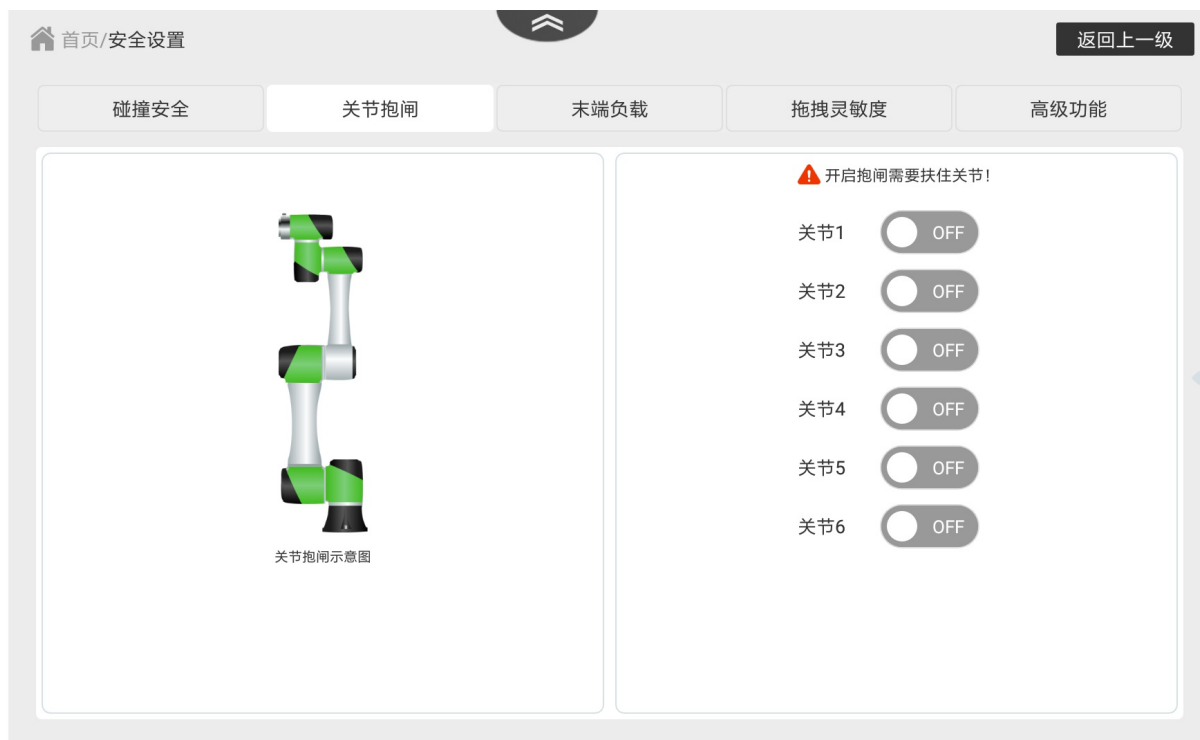 首页/安全设置
返回上一级
碰撞安全
关节抱闸
末端负载
拖拽灵敏度
高级功能
关节抱闸示意图
开启抱闸需要扶住关节！
关节1 OFF
关节2 OFF
关节3 OFF
关节4 OFF
关节5 OFF
关节6 OFF